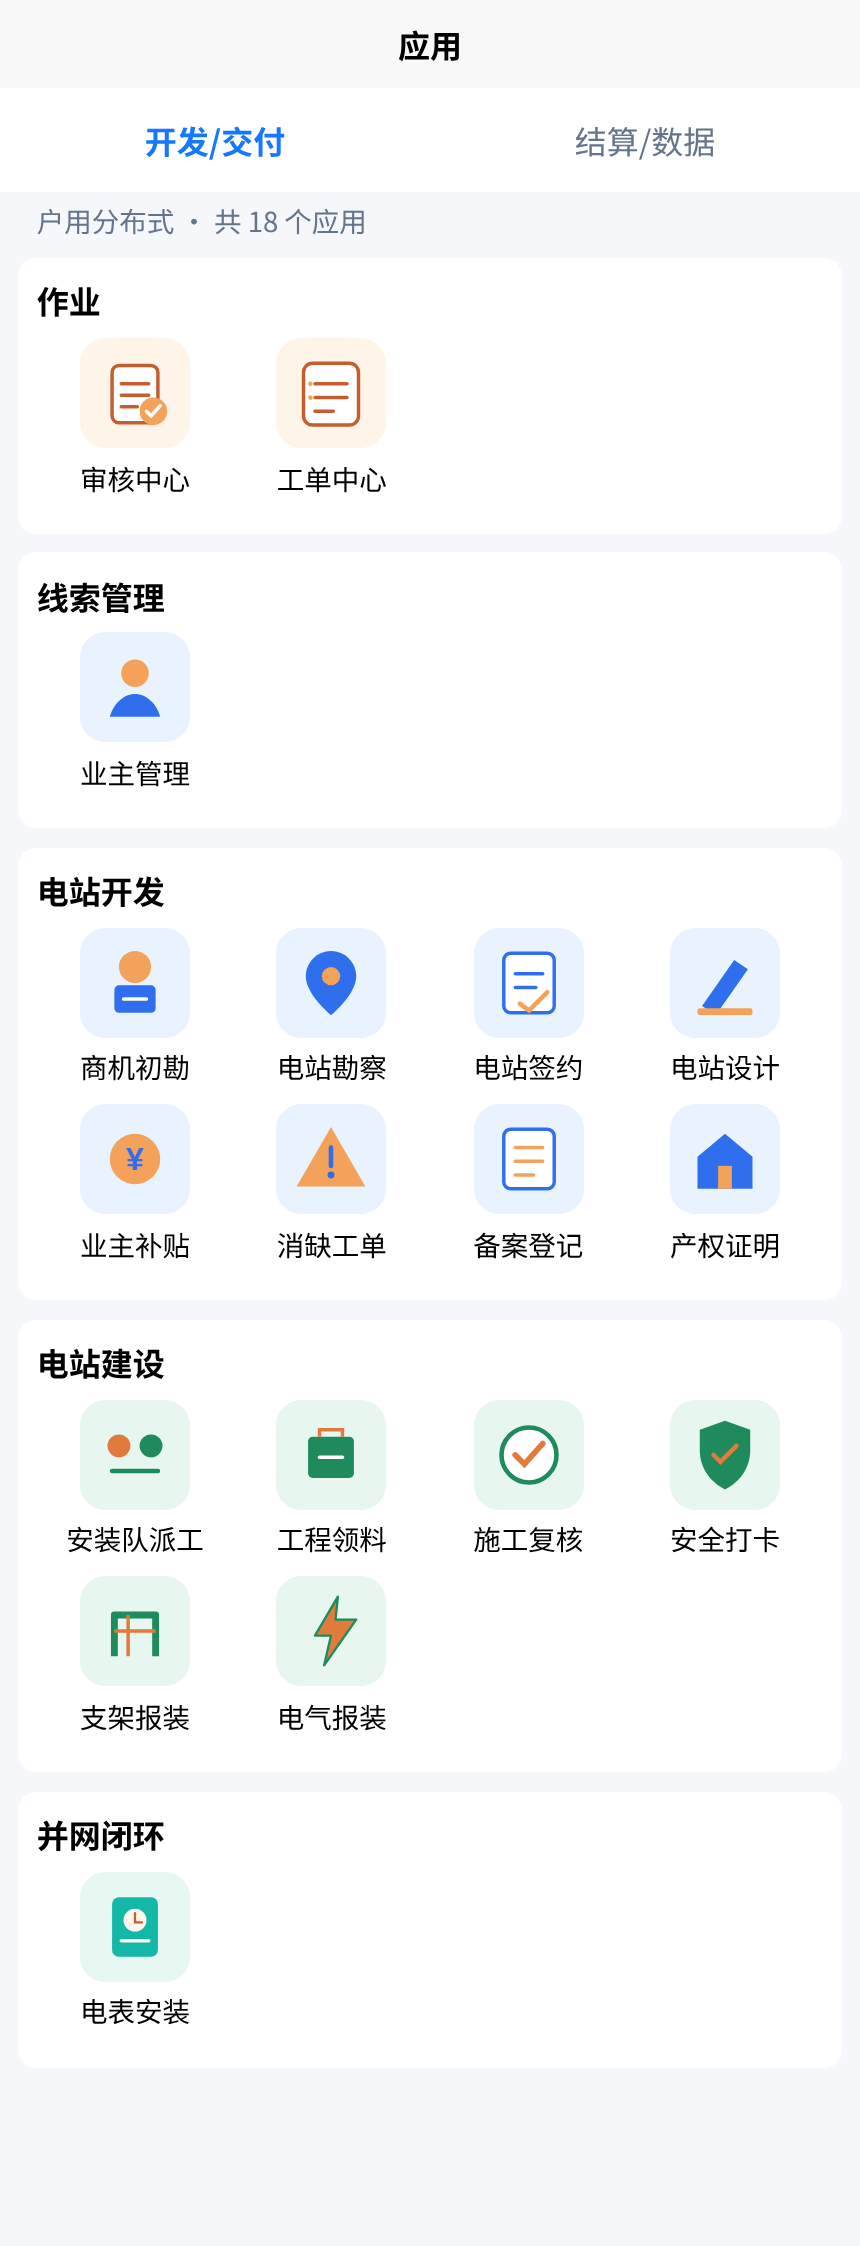 应用
开发/交付 结算/数据
户用分布式 · 共 18 个应用
作业
审核中心 工单中心
线索管理
业主管理
电站开发
商机初勘 电站勘察 电站签约 电站设计
¥
业主补贴 消缺工单 备案登记 产权证明
电站建设
安装队派工 工程领料 施工复核 安全打卡
支架报装 电气报装
并网闭环
电表安装